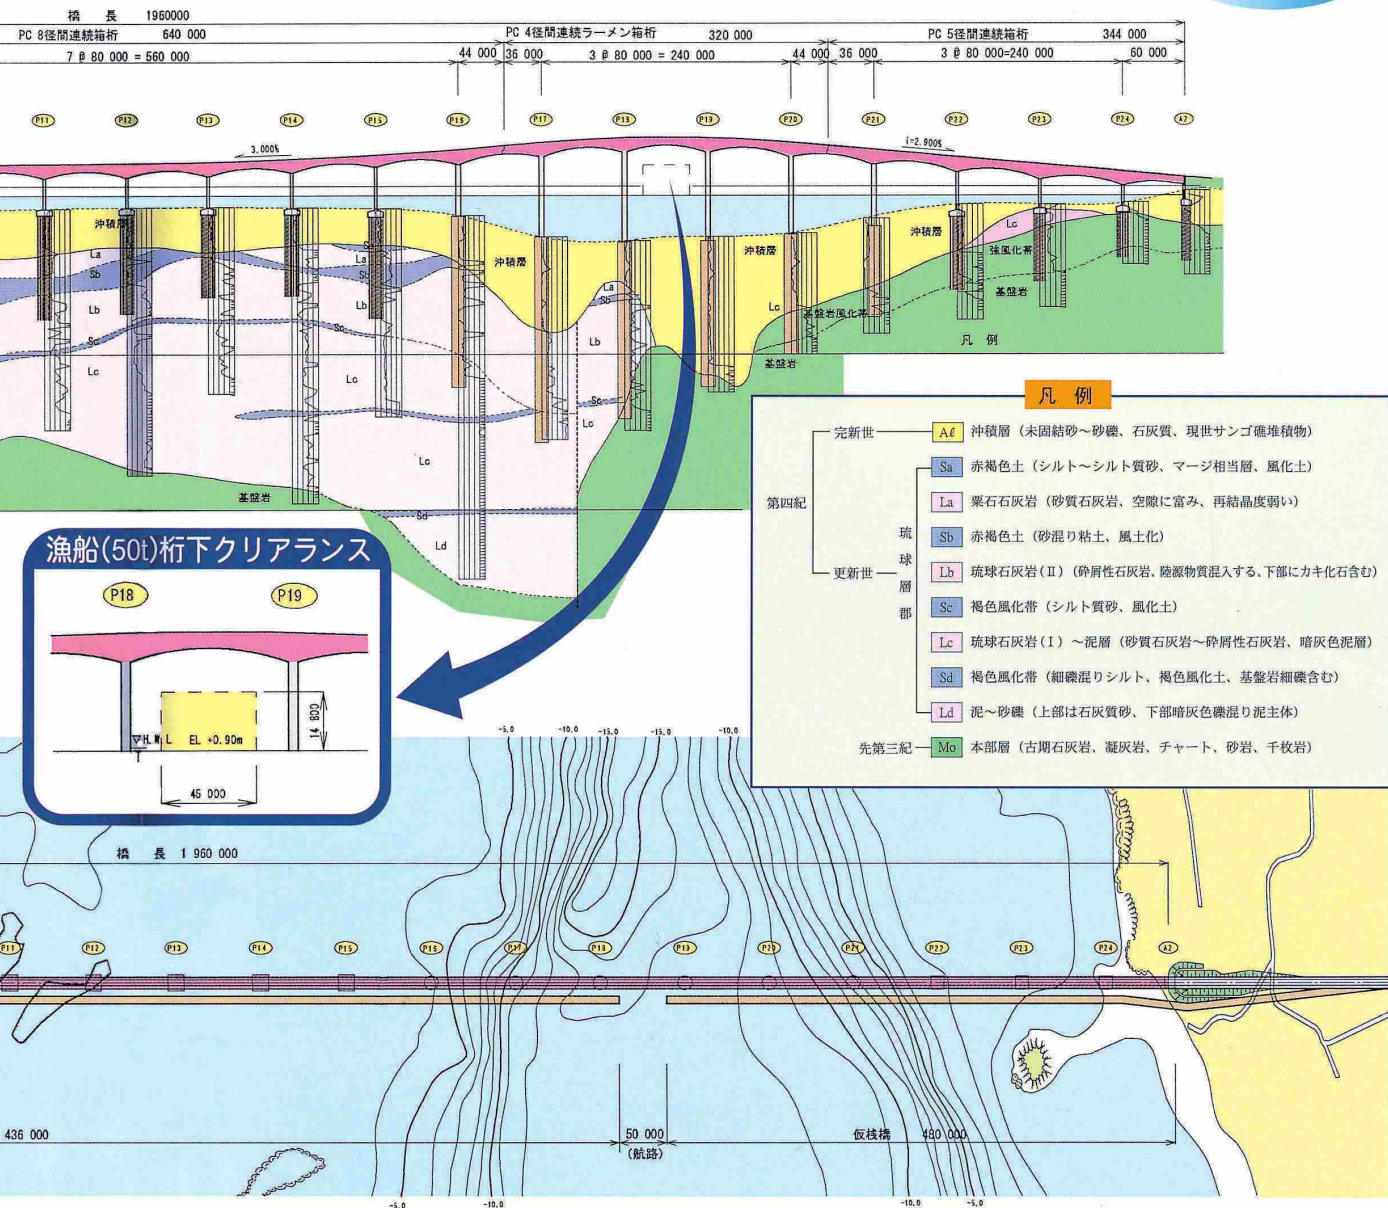 橋 長 1960000
PC 8径間連続箱桁 640 000
PC 4径間連続ラーメン箱桁 320 000
PC 5径間連続箱桁 344 000
7 @ 80 000 = 560 000
44 000
36 000
3 @ 80 000 = 240 000
44 000
36 000
3 @ 80 000=240 000
60 000
P11 P12 P13 P14 P15 P16 P17 P18 P19 P20 P21 P22 P23 P24 A2
3.000%
i=2.900%
沖積層
沖積層
沖積層
沖積層
La
Sb
Lb
Sc
Lc
Sa
La
Sb
Lb
Sc
Lc
Lc
La
Sb
Lb
Sc
Lc
Lc
Lc
強風化帯
基盤岩
基盤岩風化帯
凡 例
基盤岩
基盤岩
Sd
Ld
凡 例
第四紀
完新世
Aℓ 沖積層(未固結砂〜砂礫、石灰質、現世サンゴ礁堆積物)
更新世
琉球層郡
Sa 赤褐色土(シルト〜シルト質砂、マージ相当層、風化土)
La 粟石石灰岩(砂質石灰岩、空隙に富み、再結晶度弱い)
Sb 赤褐色土(砂混り粘土、風土化)
Lb 琉球石灰岩(Ⅱ)(砕屑性石灰岩、陸源物質混入する、下部にカキ化石含む)
Sc 褐色風化帯(シルト質砂、風化土)
Lc 琉球石灰岩(Ⅰ)〜泥層(砂質石灰岩〜砕屑性石灰岩、暗灰色泥層)
Sd 褐色風化帯(細礫混りシルト、褐色風化土、基盤岩細礫含む)
Ld 泥〜砂礫(上部は石灰質砂、下部暗灰色礫混り泥主体)
先第三紀
Mo 本部層(古期石灰岩、凝灰岩、チャート、砂岩、千枚岩)
漁船(50t)桁下クリアランス
P18 P19
14 800
▽H.W.L EL +0.90m
45 000
-5.0 -10.0 -15.0 -15.0 -10.0
橋 長 1 960 000
P11 P12 P13 P14 P15 P16 P17 P18 P19 P20 P21 P22 P23 P24 A2
436 000
50 000
(航路)
仮桟橋 480 000
-5.0 -10.0 -10.0 -5.0